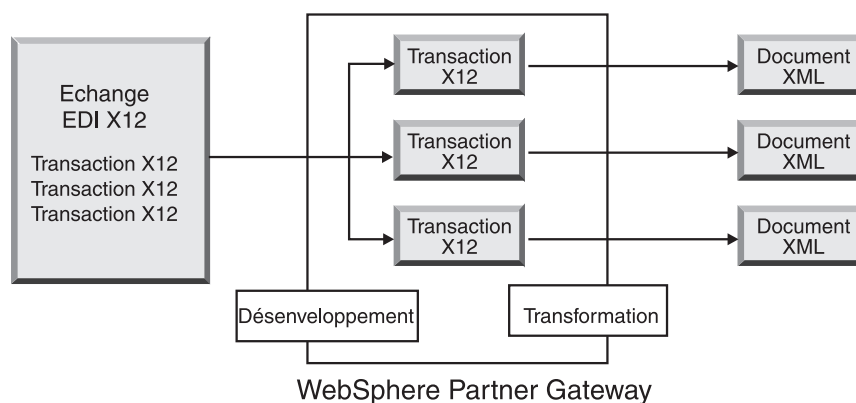 Echange
EDI X12
Transaction X12
Transaction X12
Transaction X12
Transaction
X12
Transaction
X12
Transaction
X12
Document
XML
Document
XML
Document
XML
Désenveloppement
Transformation
WebSphere Partner Gateway